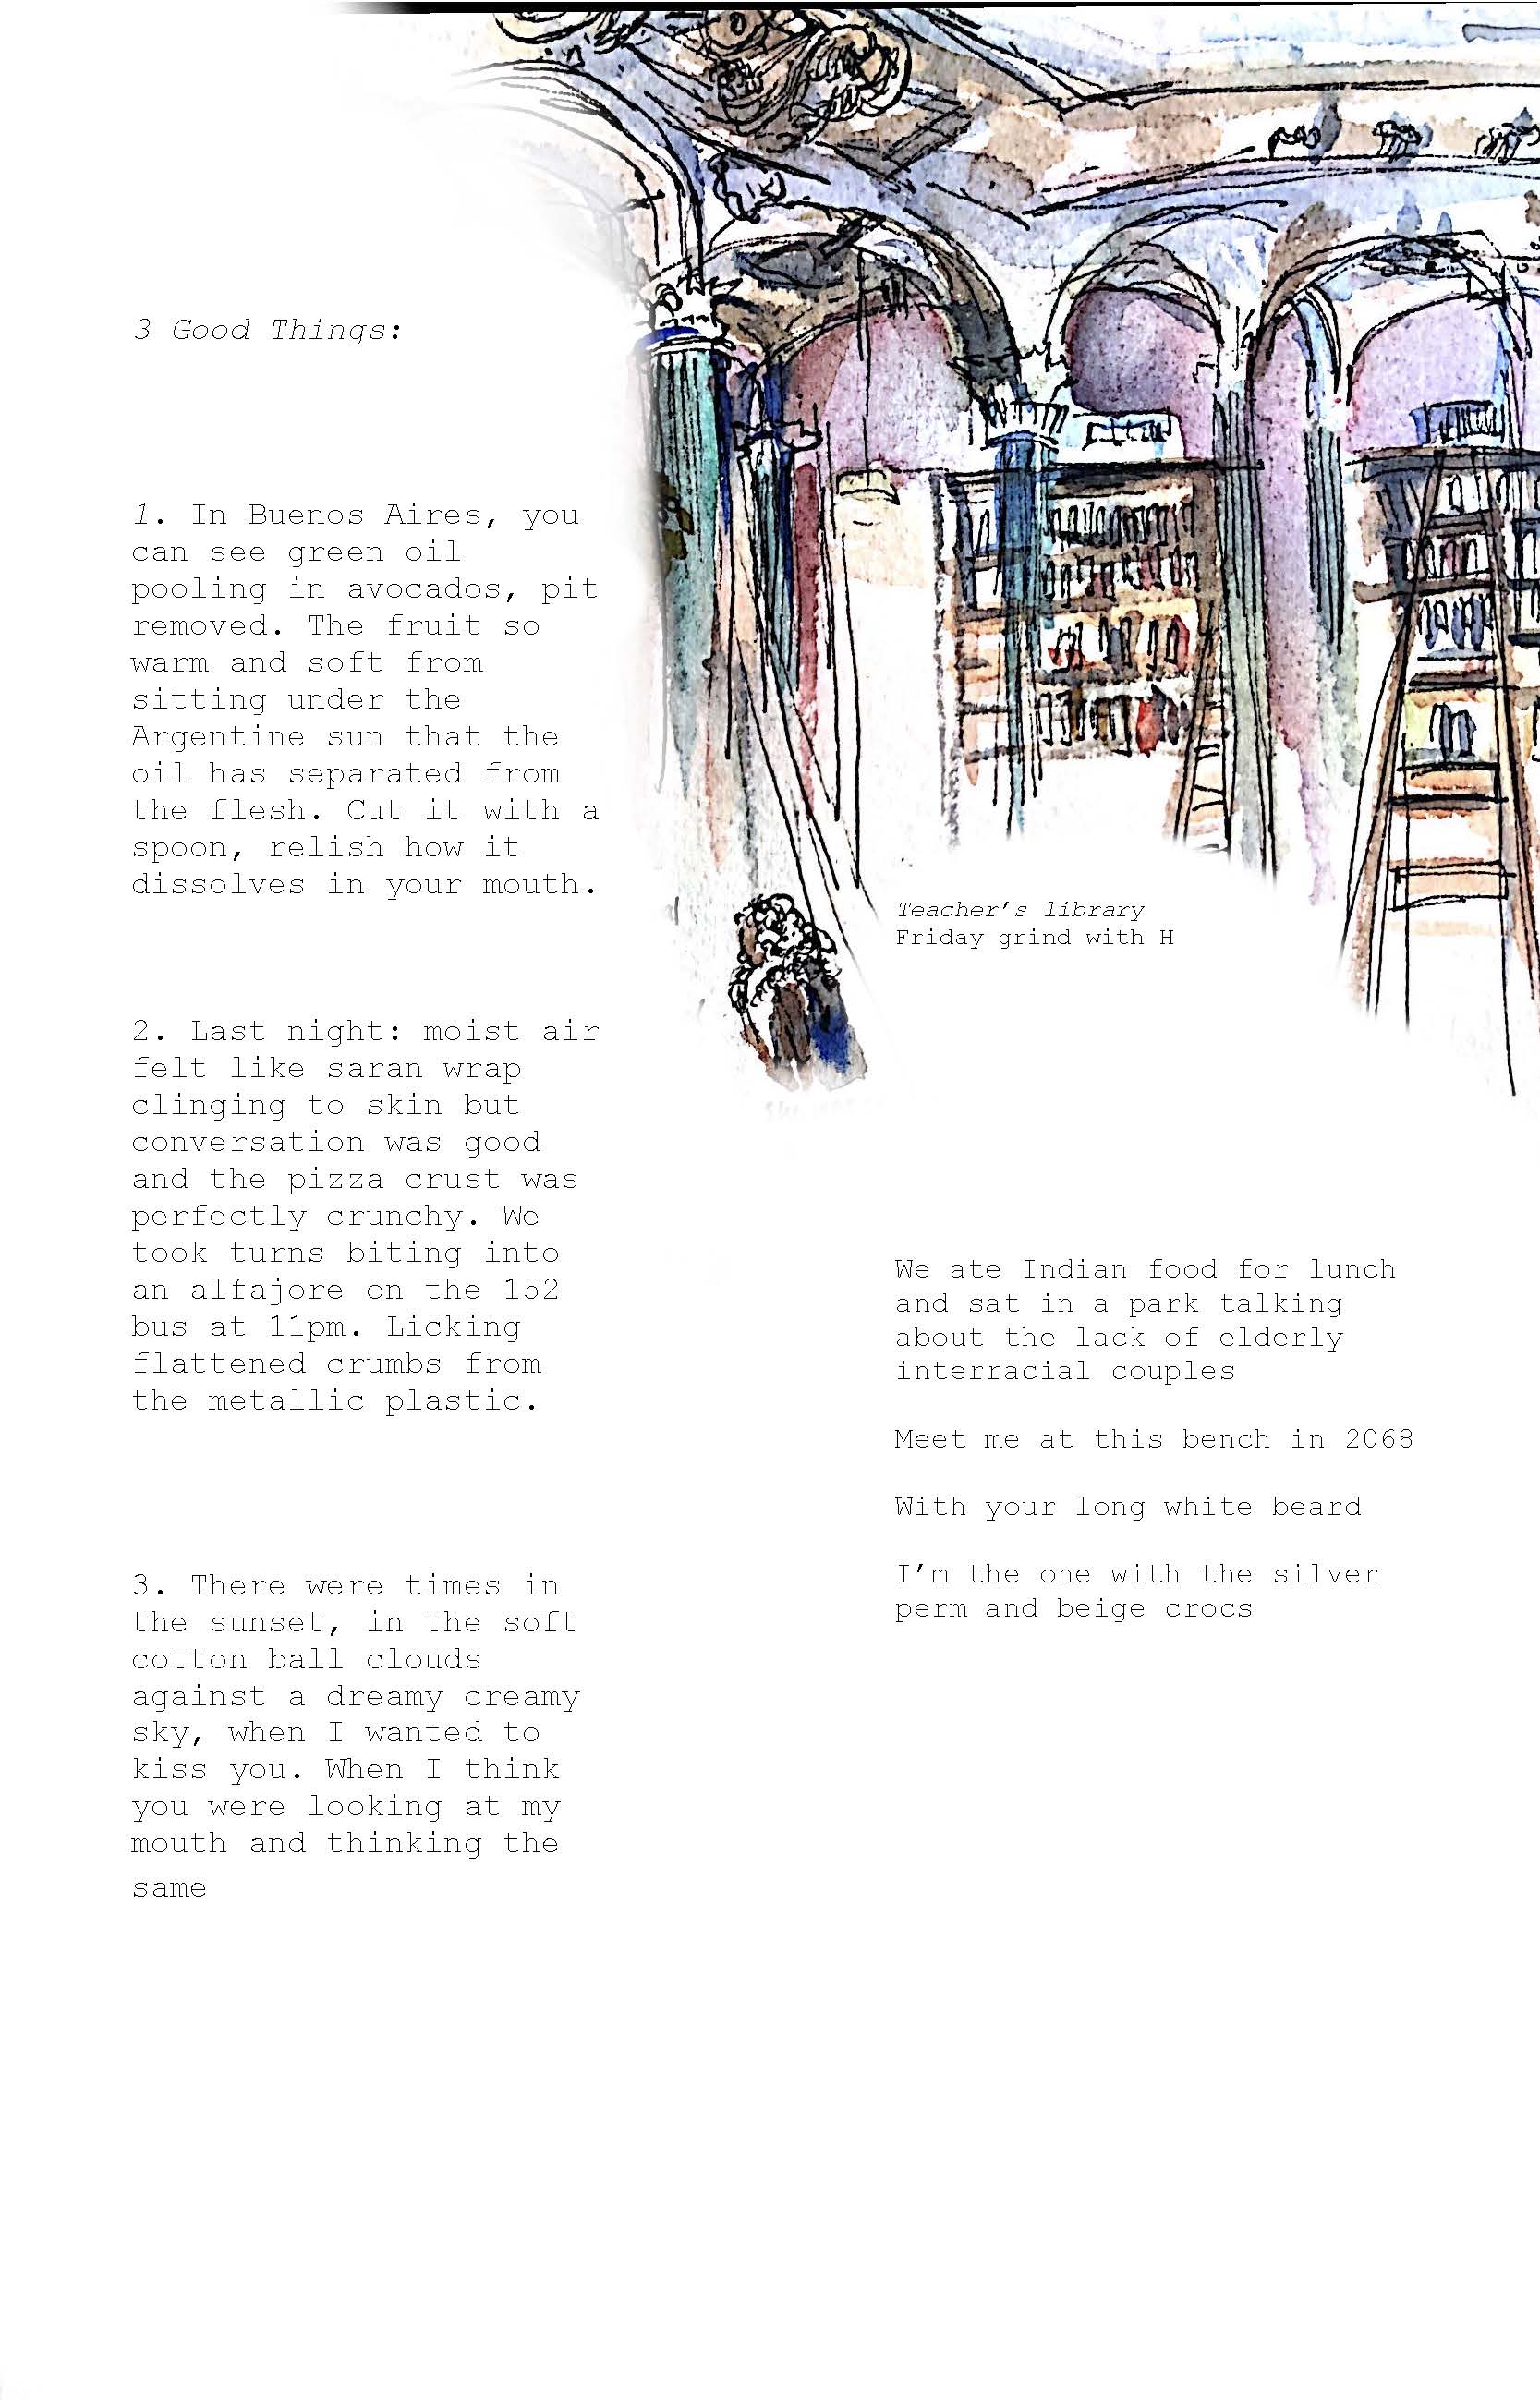 3 Good Things:
1. In Buenos Aires, you
can see green oil
pooling in avocados, pit
removed. The fruit so
warm and soft from
sitting under the
Argentine sun that the
oil has separated from
the flesh. Cut it with a
spoon, relish how it
dissolves in your mouth.
2. Last night: moist air
felt like saran wrap
clinging to skin but
conversation was good
and the pizza crust was
perfectly crunchy. We
took turns biting into
an alfajore on the 152
bus at 11pm. Licking
flattened crumbs from
the metallic plastic.
3. There were times in
the sunset, in the soft
cotton ball clouds
against a dreamy creamy
sky, when I wanted to
kiss you. When I think
you were looking at my
mouth and thinking the
same
Teacher's library
Friday grind with H
We ate Indian food for lunch
and sat in a park talking
about the lack of elderly
interracial couples
Meet me at this bench in 2068
With your long white beard
I'm the one with the silver
perm and beige crocs